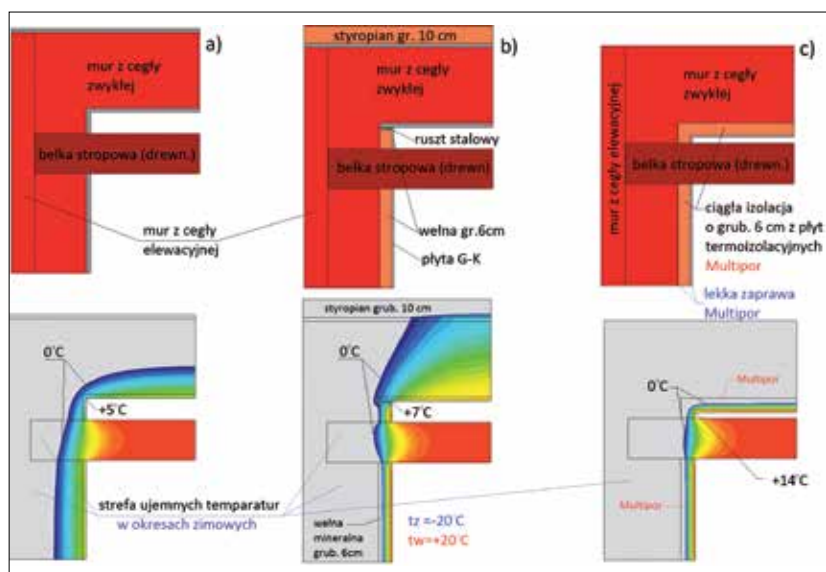 a)
mur z cegły
zwykłej
belka stropowa (drewn.)
mur z cegły
elewacyjnej
styropian gr. 10 cm
b)
mur z cegły
zwykłej
ruszt stalowy
belka stropowa (drewn)
wełna gr.6cm
płyta G-K
c)
mur z cegły
zwykłej
mur z cegły elewacyjnej
belka stropowa (drewn.)
ciągła izolacja
o grub. 6 cm z płyt
termoizolacyjnych
Multipor
lekka zaprawa
Multipor
0°C
+5°C
strefa ujemnych temparatur
w okresach zimowych
styropian grub. 10 cm
0°C
+7°C
wełna
mineralna
grub. 6cm
tz =-20°C
tw=+20°C
Multipor
0°C
+14°C
Multipor